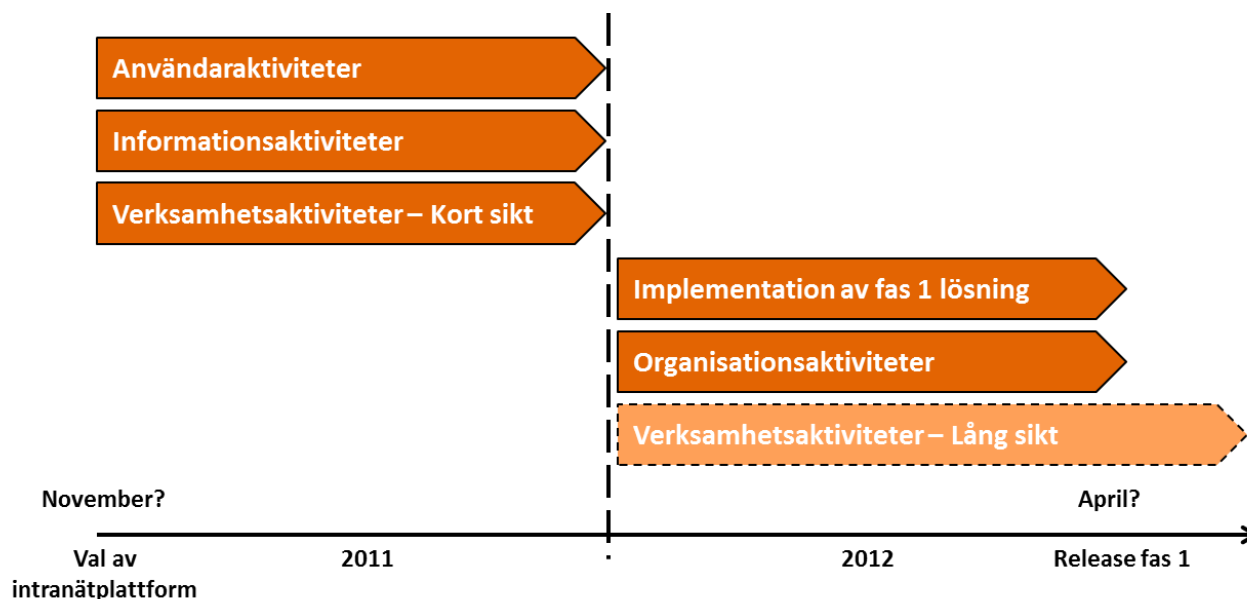 Användaraktiviteter
Informationsaktiviteter
Verksamhetsaktiviteter – Kort sikt
Implementation av fas 1 lösning
Organisationsaktiviteter
Verksamhetsaktiviteter – Lång sikt
November?
April?
Val av
intranätplattform
2011
2012
Release fas 1